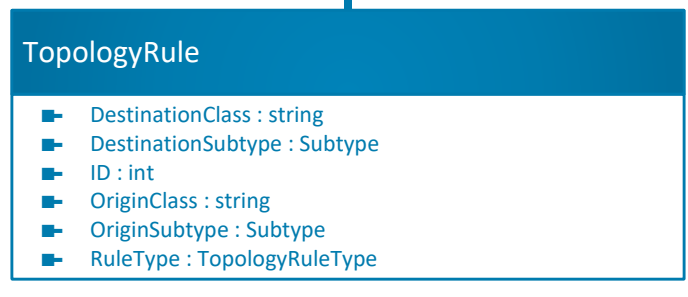 TopologyRule
DestinationClass : string
DestinationSubtype : Subtype
ID : int
OriginClass : string
OriginSubtype : Subtype
RuleType : TopologyRuleType